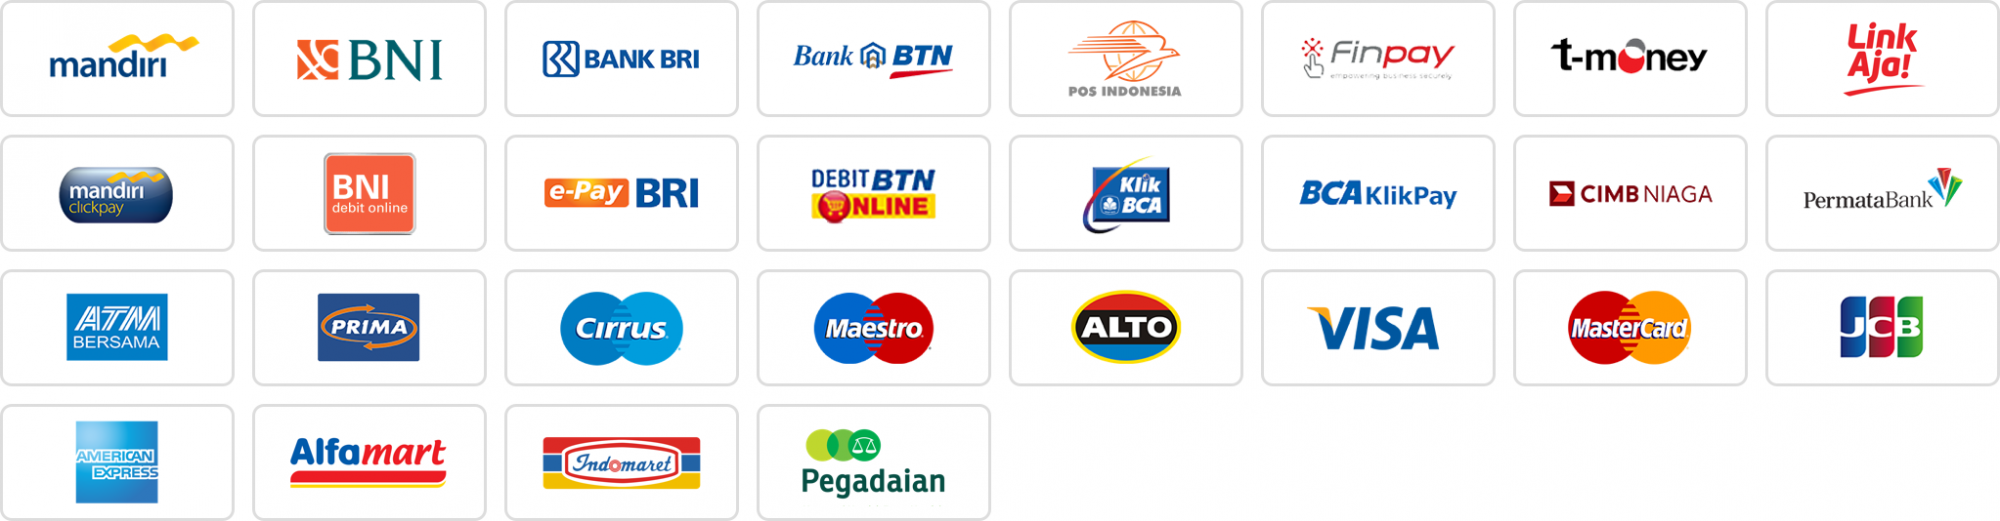 mandiri
BNI
BANK BRI
Bank BTN
POS INDONESIA
Finpay
empowering business securely
t-money
Link
Aja!
mandiri
clickpay
BNI
debit online
e-Pay BRI
DEBIT BTN
ONLINE
Klik
BCA
BCA KlikPay
CIMB NIAGA
PermataBank
ATM
BERSAMA
PRIMA
Cirrus
Maestro
ALTO
VISA
MasterCard
JCB
AMERICAN
EXPRESS
Alfamart
Indomaret
Pegadaian